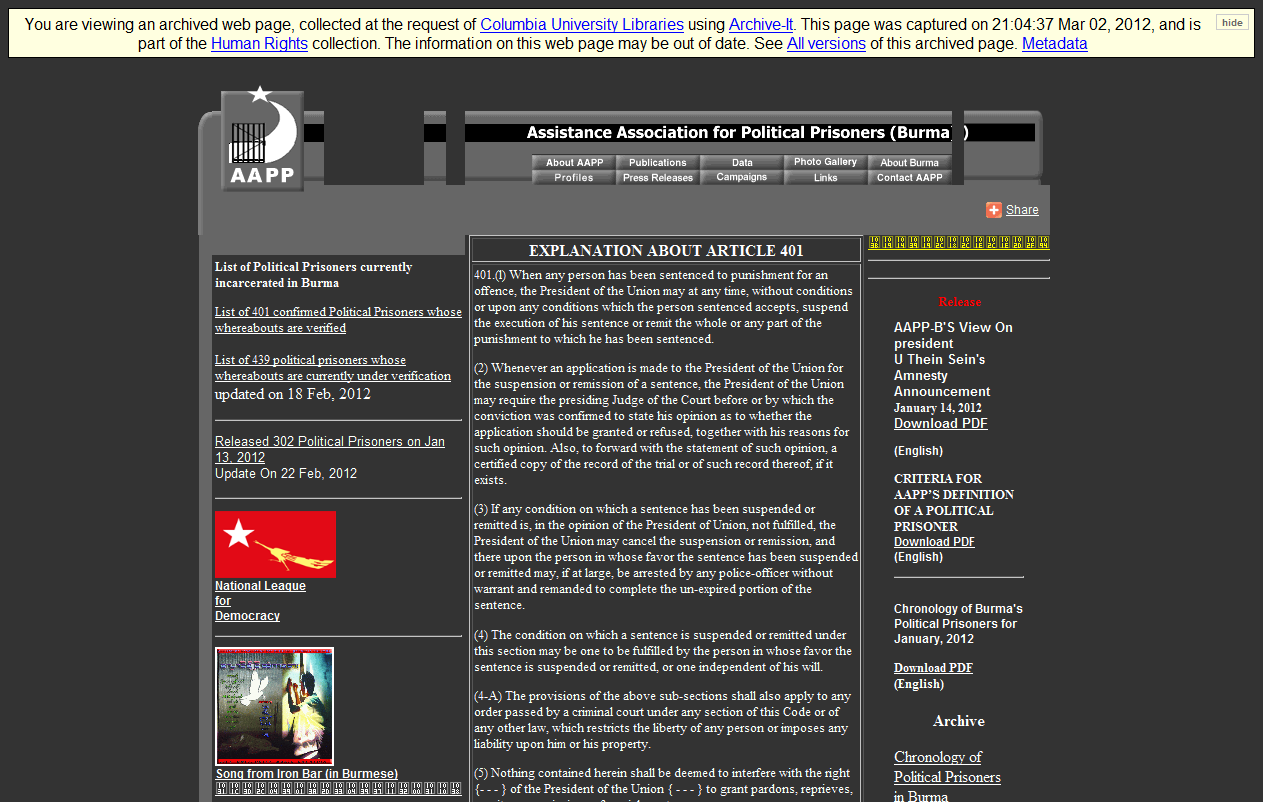 You are viewing an archived web page, collected at the request of Columbia University Libraries using Archive-It. This page was captured on 21:04:37 Mar 02, 2012, and is
part of the Human Rights collection. The information on this web page may be out of date. See All versions of this archived page. Metadata
hide
AAPP
Assistance Association for Political Prisoners (Burma )
About AAPP Publications Data Photo Gallery About Burma
Profiles Press Releases Campaigns Links Contact AAPP
Share
List of Political Prisoners currently
incarcerated in Burma
List of 401 confirmed Political Prisoners whose
whereabouts are verified
List of 439 political prisoners whose
whereabouts are currently under verification
updated on 18 Feb, 2012
Released 302 Political Prisoners on Jan
13, 2012
Update On 22 Feb, 2012
National League
for
Democracy
Song from Iron Bar (in Burmese)
EXPLANATION ABOUT ARTICLE 401
401.(I) When any person has been sentenced to punishment for an
offence, the President of the Union may at any time, without conditions
or upon any conditions which the person sentenced accepts, suspend
the execution of his sentence or remit the whole or any part of the
punishment to which he has been sentenced.
(2) Whenever an application is made to the President of the Union for
the suspension or remission of a sentence, the President of the Union
may require the presiding Judge of the Court before or by which the
conviction was confirmed to state his opinion as to whether the
application should be granted or refused, together with his reasons for
such opinion. Also, to forward with the statement of such opinion, a
certified copy of the record of the trial or of such record thereof, if it
exists.
(3) If any condition on which a sentence has been suspended or
remitted is, in the opinion of the President of Union, not fulfilled, the
President of the Union may cancel the suspension or remission, and
there upon the person in whose favor the sentence has been suspended
or remitted may, if at large, be arrested by any police-officer without
warrant and remanded to complete the un-expired portion of the
sentence.
(4) The condition on which a sentence is suspended or remitted under
this section may be one to be fulfilled by the person in whose favor the
sentence is suspended or remitted, or one independent of his will.
(4-A) The provisions of the above sub-sections shall also apply to any
order passed by a criminal court under any section of this Code or of
any other law, which restricts the liberty of any person or imposes any
liability upon him or his property.
(5) Nothing contained herein shall be deemed to interfere with the right
{- - - } of the President of the Union { - - - } to grant pardons, reprieves,
Release
AAPP-B'S View On
president
U Thein Sein's
Amnesty
Announcement
January 14, 2012
Download PDF
(English)
CRITERIA FOR
AAPP’S DEFINITION
OF A POLITICAL
PRISONER
Download PDF
(English)
Chronology of Burma's
Political Prisoners for
January, 2012
Download PDF
(English)
Archive
Chronology of
Political Prisoners
in Burma